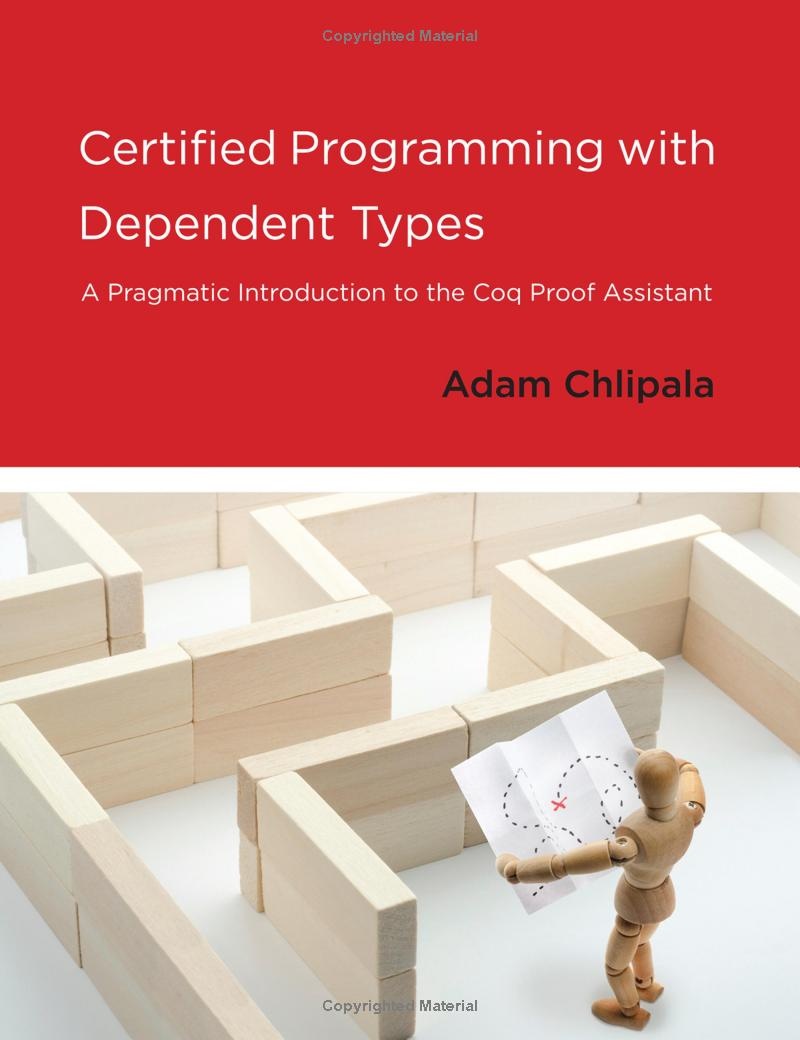 Copyrighted Material
Certified Programming with
Dependent Types
A Pragmatic Introduction to the Coq Proof Assistant
Adam Chlipala
Copyrighted Material